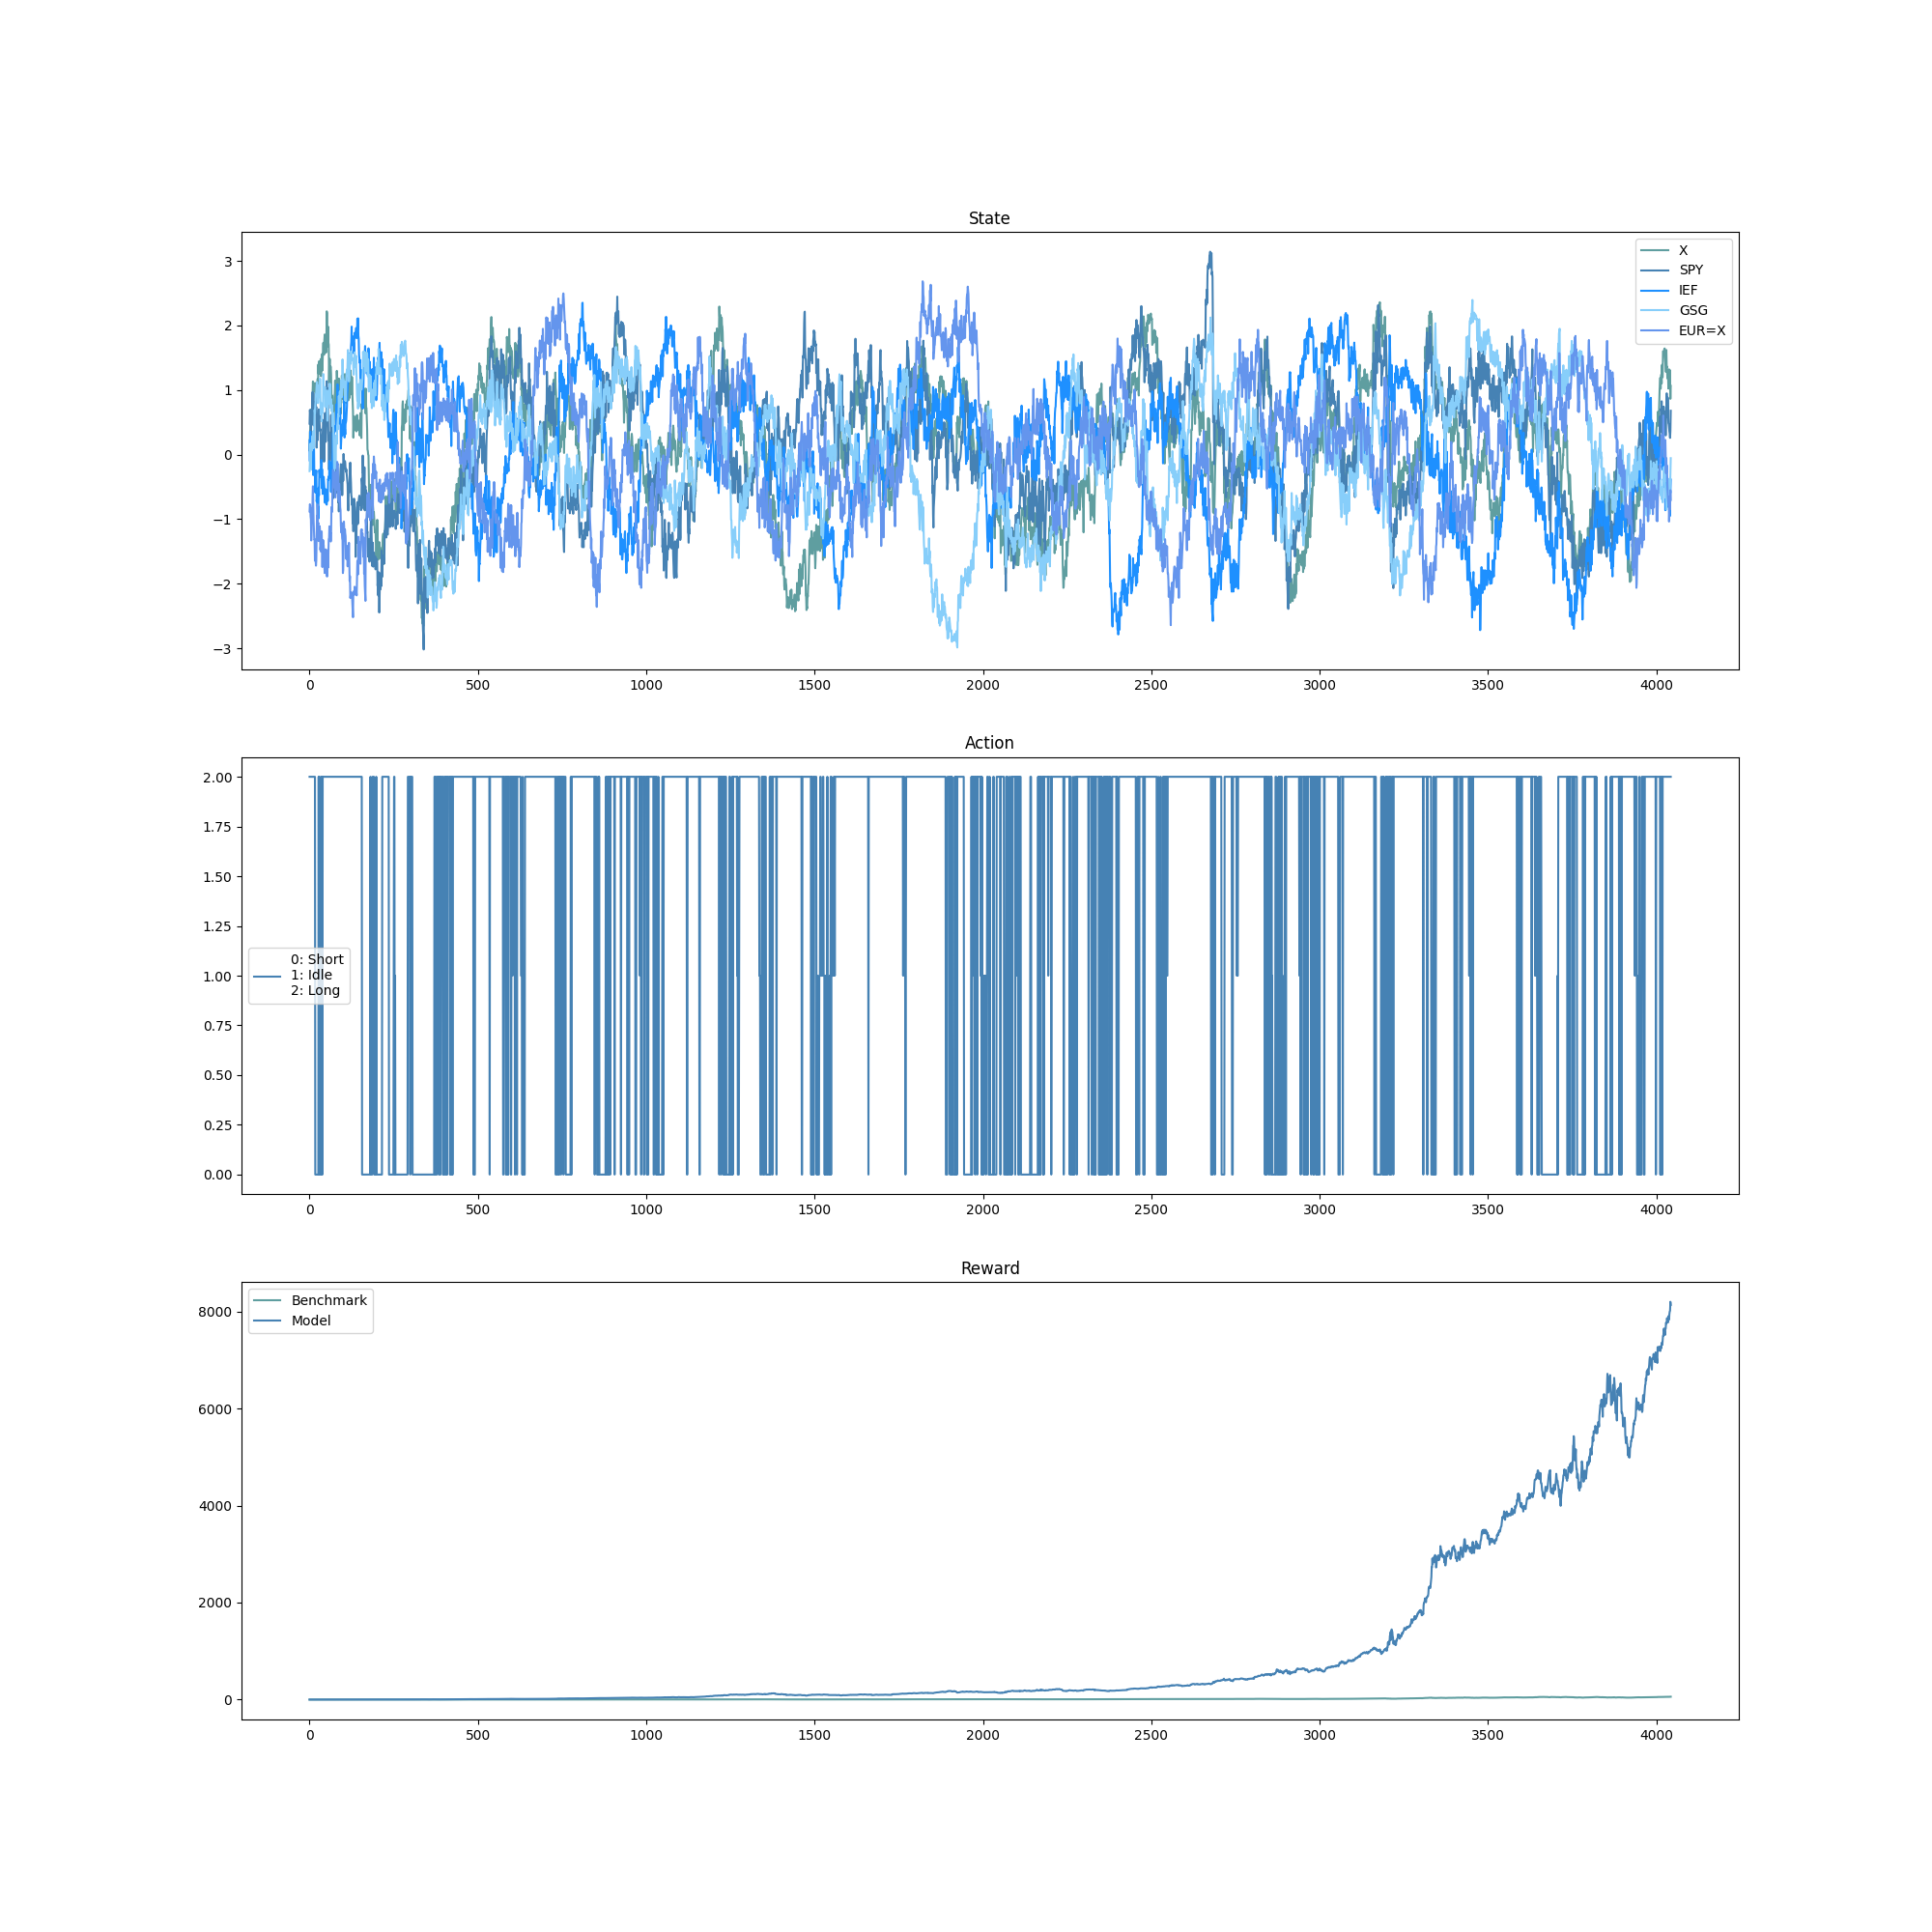 State
3
2
1
0
−1
−2
−3
X
SPY
IEF
GSG
EUR=X
0 500 1000 1500 2000 2500 3000 3500 4000
Action
2.00
1.75
1.50
1.25
1.00
0.75
0.50
0.25
0.00
0: Short
1: Idle
2: Long
0 500 1000 1500 2000 2500 3000 3500 4000
Reward
Benchmark
Model
8000
6000
4000
2000
0
0 500 1000 1500 2000 2500 3000 3500 4000